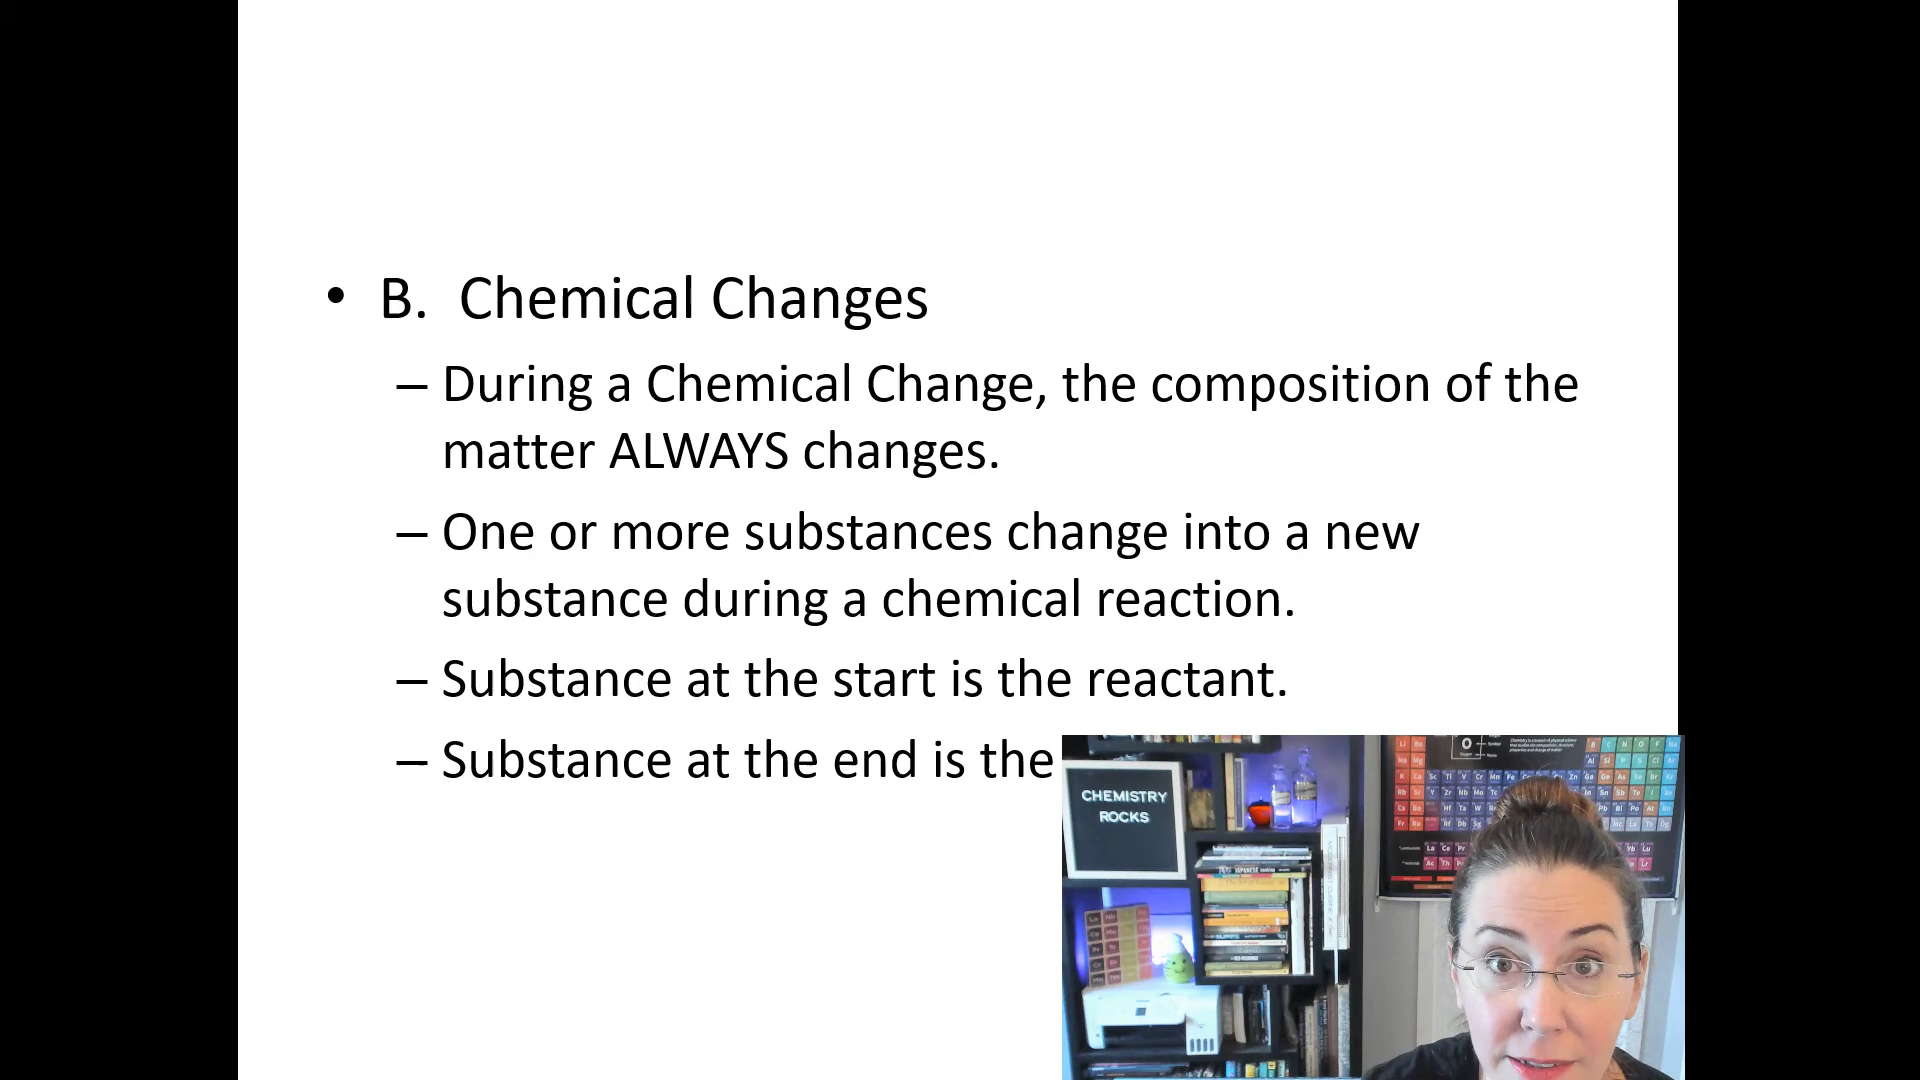 • B. Chemical Changes
– During a Chemical Change, the composition of the
matter ALWAYS changes.
– One or more substances change into a new
substance during a chemical reaction.
– Substance at the start is the reactant.
– Substance at the end is the
CHEMISTRY
ROCKS